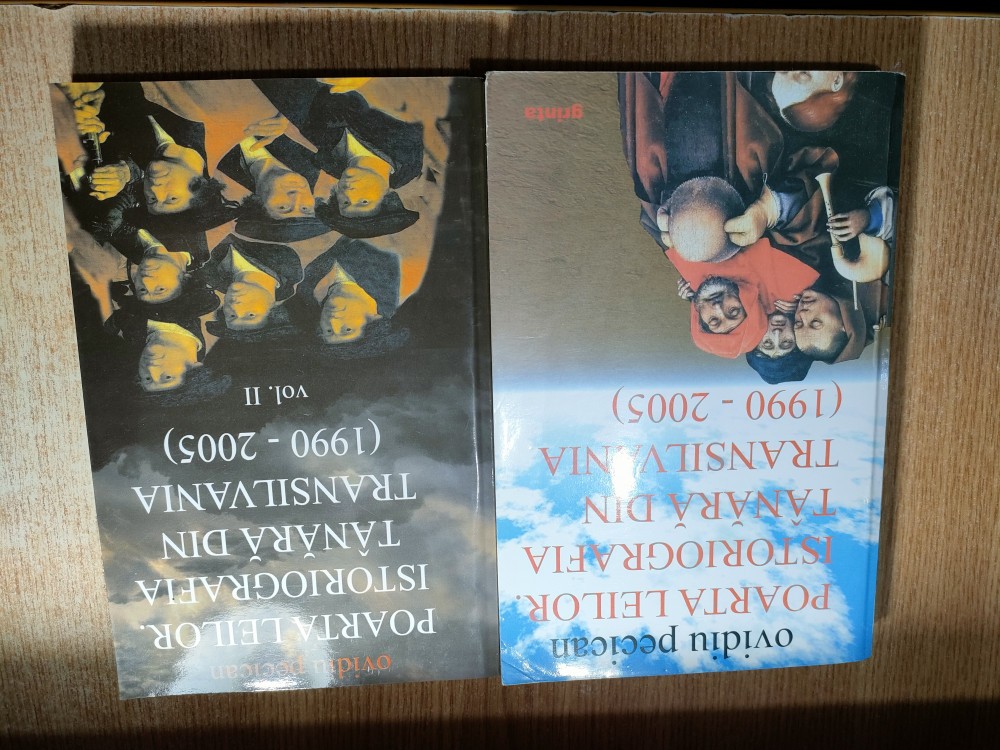 ovidiu pecican
POARTA LEILOR.
ISTORIOGRAFIA
TÂNĂRĂ DIN
TRANSILVANIA
(1990 - 2005)
grinta
ovidiu pecican
POARTA LEILOR.
ISTORIOGRAFIA
TÂNĂRĂ DIN
TRANSILVANIA
(1990 - 2005)
vol. II